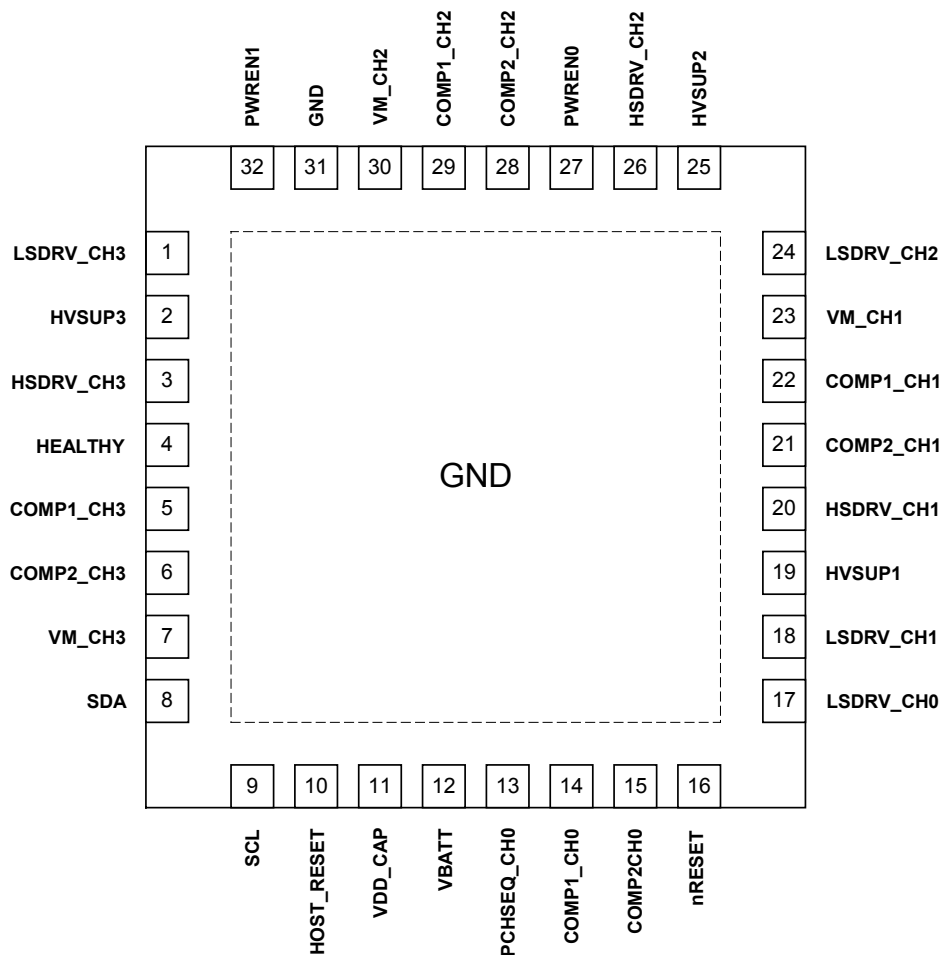 PWREN1
GND
VM_CH2
COMP1_CH2
COMP2_CH2
PWREN0
HSDRV_CH2
HVSUP2
32
31
30
29
28
27
26
25
LSDRV_CH3 1
HVSUP3 2
HSDRV_CH3 3
HEALTHY 4
COMP1_CH3 5
COMP2_CH3 6
VM_CH3 7
SDA 8
GND
24 LSDRV_CH2
23 VM_CH1
22 COMP1_CH1
21 COMP2_CH1
20 HSDRV_CH1
19 HVSUP1
18 LSDRV_CH1
17 LSDRV_CH0
9
10
11
12
13
14
15
16
SCL
HOST_RESET
VDD_CAP
VBATT
PCHSEQ_CH0
COMP1_CH0
COMP2CH0
nRESET